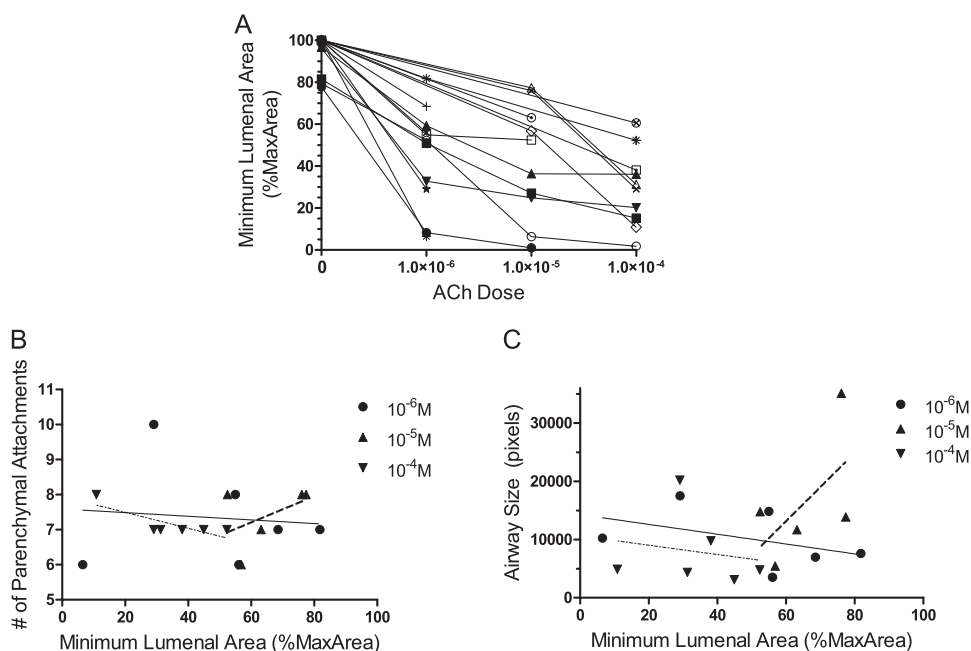 A
Minimum Lumenal Area
(%MaxArea)
100
80
60
40
20
0
0
1.0×10⁻⁶
1.0×10⁻⁵
1.0×10⁻⁴
ACh Dose
B
# of Parenchymal Attachments
11
10
9
8
7
6
5
0
20
40
60
80
100
Minimum Lumenal Area (%MaxArea)
10⁻⁶M
10⁻⁵M
10⁻⁴M
C
Airway Size (pixels)
30000
20000
10000
0
0
20
40
60
80
100
Minimum Lumenal Area (%MaxArea)
10⁻⁶M
10⁻⁵M
10⁻⁴M